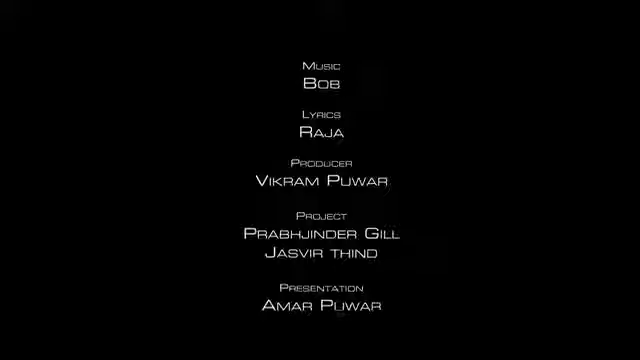 Music
Bob
Lyrics
Raja
Producer
Vikram Puwar
Project
Prabhjinder Gill
Jasvir thind
Presentation
Amar Puwar